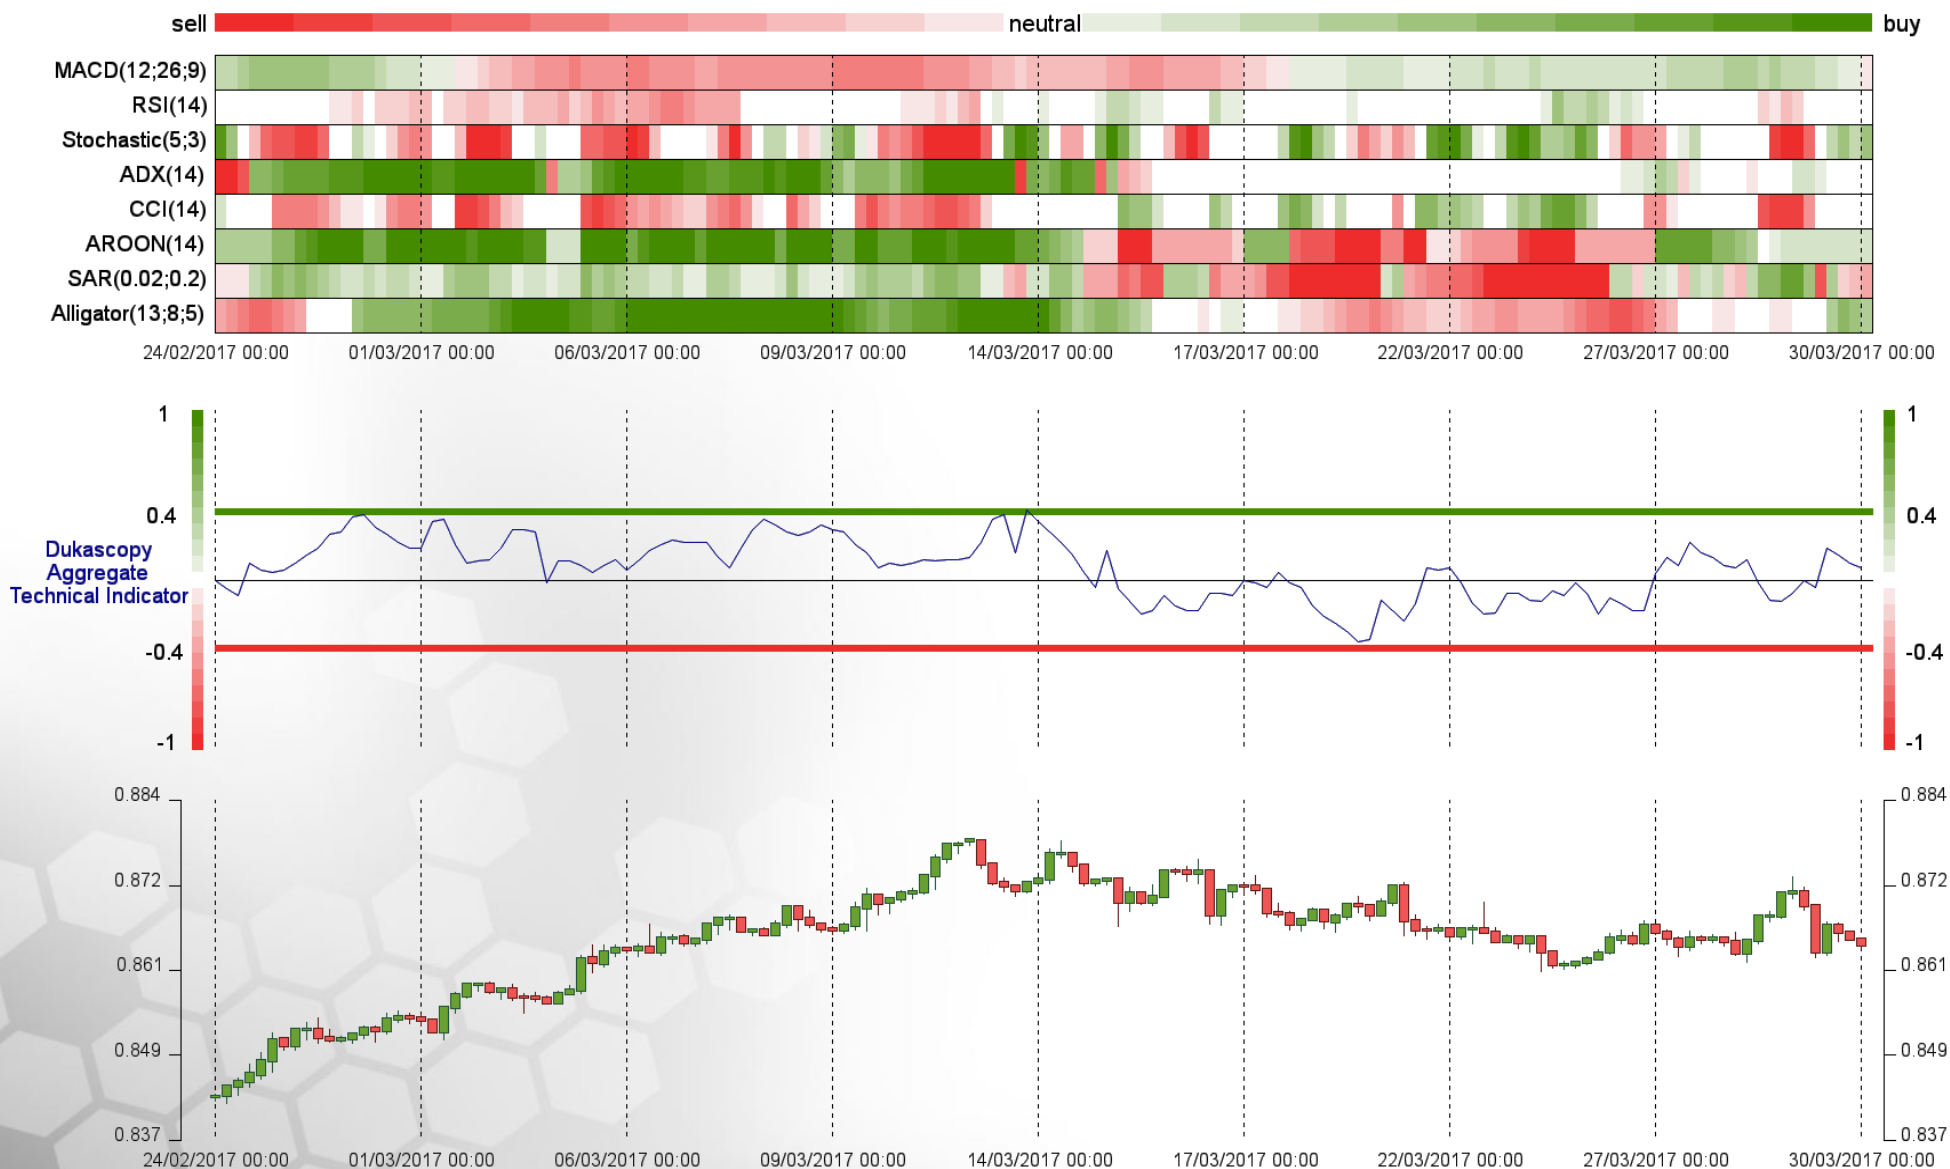 sell neutral buy
MACD(12;26;9)
RSI(14)
Stochastic(5;3)
ADX(14)
CCI(14)
AROON(14)
SAR(0.02;0.2)
Alligator(13;8;5)
24/02/2017 00:00 01/03/2017 00:00 06/03/2017 00:00 09/03/2017 00:00 14/03/2017 00:00 17/03/2017 00:00 22/03/2017 00:00 27/03/2017 00:00 30/03/2017 00:00
1 1
0.4 0.4
Dukascopy
Aggregate
Technical Indicator
-0.4 -0.4
-1 -1
0.884 0.884
0.872 0.872
0.861 0.861
0.849 0.849
0.837 0.837
24/02/2017 00:00 01/03/2017 00:00 06/03/2017 00:00 09/03/2017 00:00 14/03/2017 00:00 17/03/2017 00:00 22/03/2017 00:00 27/03/2017 00:00 30/03/2017 00:00